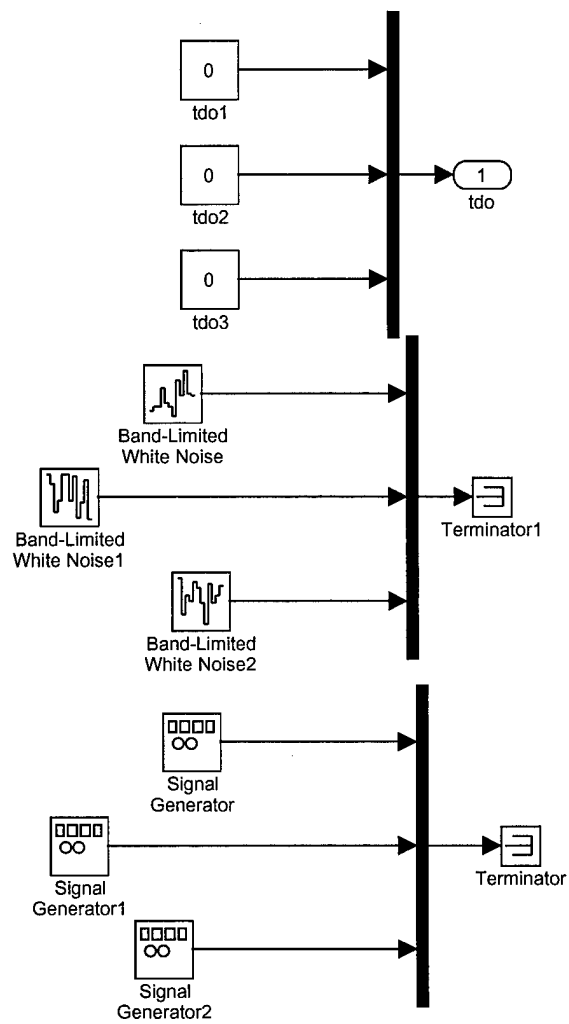 0
tdo1
0
tdo2
1
tdo
0
tdo3
Band-Limited
White Noise
Band-Limited
White Noise1
Terminator1
Band-Limited
White Noise2
Signal
Generator
Signal
Generator1
Terminator
Signal
Generator2